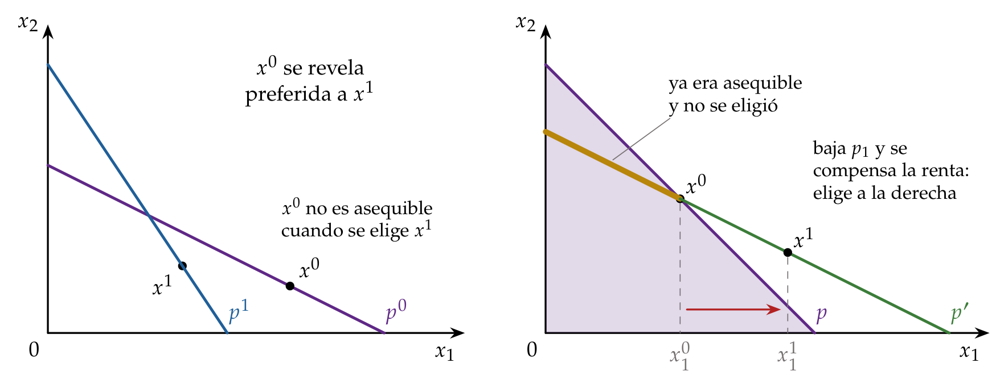 x₂
x⁰ se revela
preferida a x¹
x⁰ no es asequible
cuando se elige x¹
x⁰
x¹
p¹
p⁰
0
x₁
x₂
ya era asequible
y no se eligió
baja p₁ y se
compensa la renta:
elige a la derecha
x⁰
x¹
p
p′
0
x₁⁰
x₁¹
x₁